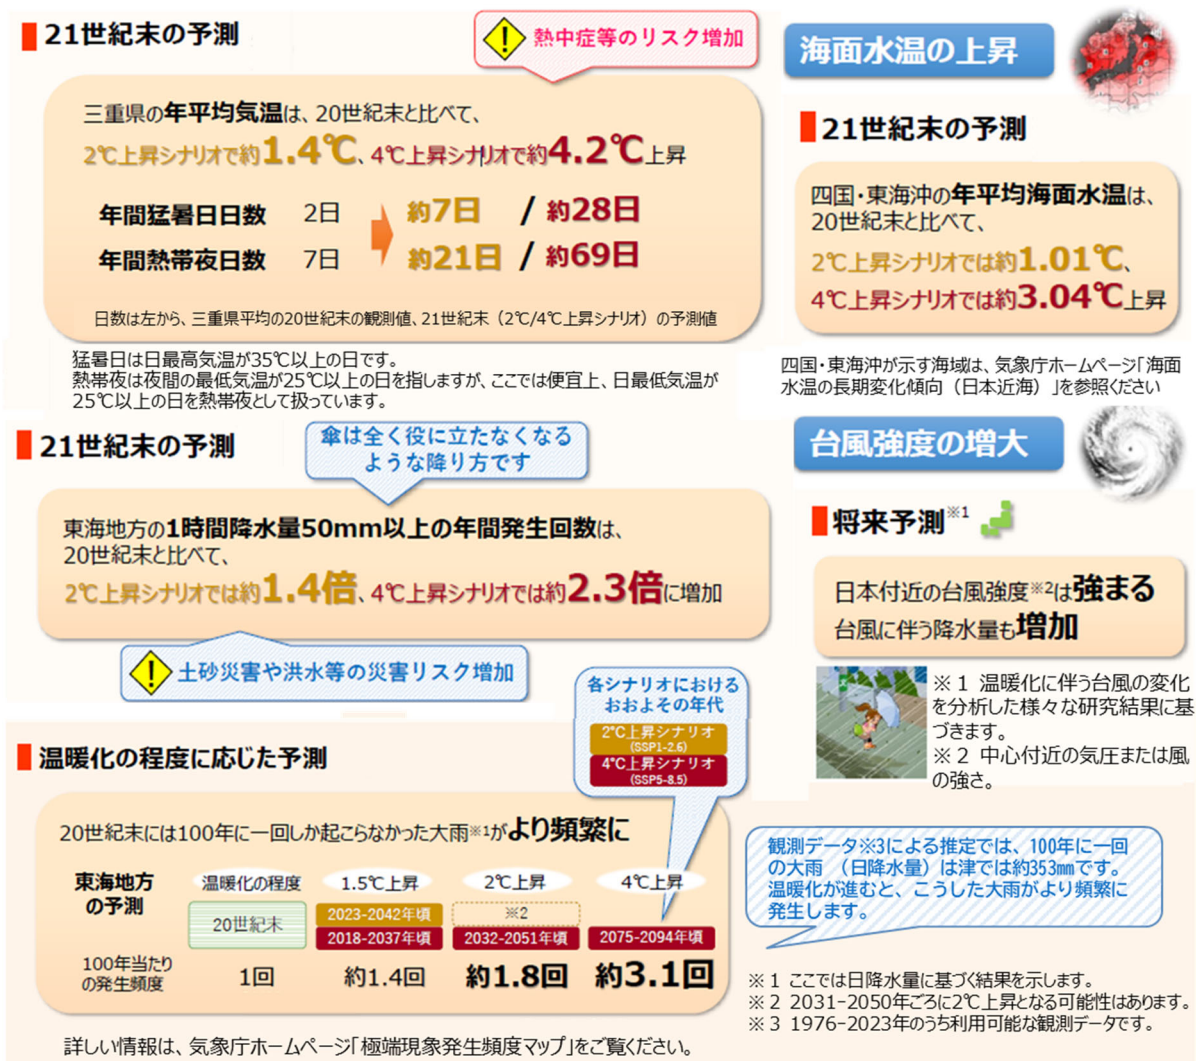 21世紀末の予測
熱中症等のリスク増加
三重県の年平均気温は、20世紀末と比べて、
2℃上昇シナリオで約1.4℃、4℃上昇シナリオで約4.2℃上昇
年間猛暑日日数 2日 約7日 / 約28日
年間熱帯夜日数 7日 約21日 / 約69日
日数は左から、三重県平均の20世紀末の観測値、21世紀末（2℃/4℃上昇シナリオ）の予測値
猛暑日は日最高気温が35℃以上の日です。
熱帯夜は夜間の最低気温が25℃以上の日を指しますが、ここでは便宜上、日最低気温が
25℃以上の日を熱帯夜として扱っています。
海面水温の上昇
21世紀末の予測
四国・東海沖の年平均海面水温は、
20世紀末と比べて、
2℃上昇シナリオでは約1.01℃、
4℃上昇シナリオでは約3.04℃上昇
四国・東海沖が示す海域は、気象庁ホームページ「海面
水温の長期変化傾向（日本近海）」を参照ください
21世紀末の予測
傘は全く役に立たなくなる
ような降り方です
東海地方の1時間降水量50mm以上の年間発生回数は、
20世紀末と比べて、
2℃上昇シナリオでは約1.4倍、4℃上昇シナリオでは約2.3倍に増加
土砂災害や洪水等の災害リスク増加
台風強度の増大
将来予測※1
日本付近の台風強度※2は強まる
台風に伴う降水量も増加
※１ 温暖化に伴う台風の変化
を分析した様々な研究結果に基
づきます。
※２ 中心付近の気圧または風
の強さ。
温暖化の程度に応じた予測
各シナリオにおける
おおよその年代
2℃上昇シナリオ
(SSP1-2.6)
4℃上昇シナリオ
(SSP5-8.5)
20世紀末には100年に一回しか起こらなかった大雨※1がより頻繁に
東海地方
の予測
温暖化の程度 1.5℃上昇 2℃上昇 4℃上昇
20世紀末
2023-2042年頃 ※2
2018-2037年頃 2032-2051年頃 2075-2094年頃
100年当たり
の発生頻度
1回 約1.4回 約1.8回 約3.1回
詳しい情報は、気象庁ホームページ「極端現象発生頻度マップ」をご覧ください。
観測データ※3による推定では、100年に一回
の大雨 （日降水量）は津では約353㎜です。
温暖化が進むと、こうした大雨がより頻繁に
発生します。
※１ ここでは日降水量に基づく結果を示します。
※２ 2031-2050年ごろに2℃上昇となる可能性はあります。
※３ 1976-2023年のうち利用可能な観測データです。